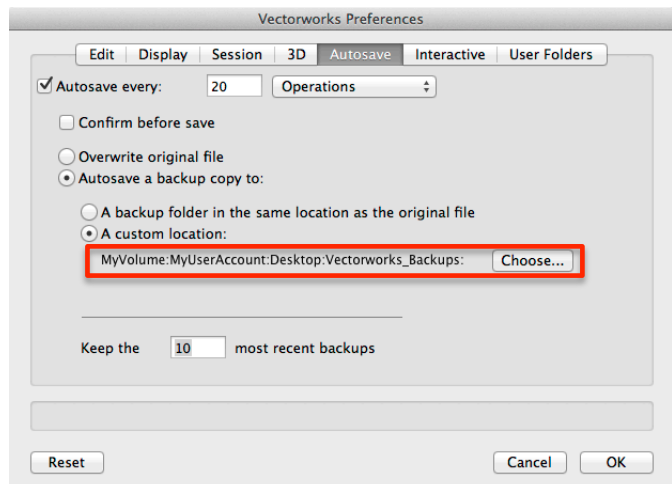 Vectorworks Preferences
Edit Display Session 3D Autosave Interactive User Folders
Autosave every: 20 Operations
Confirm before save
Overwrite original file
Autosave a backup copy to:
A backup folder in the same location as the original file
A custom location:
MyVolume:MyUserAccount:Desktop:Vectorworks_Backups: Choose...
Keep the 10 most recent backups
Reset Cancel OK